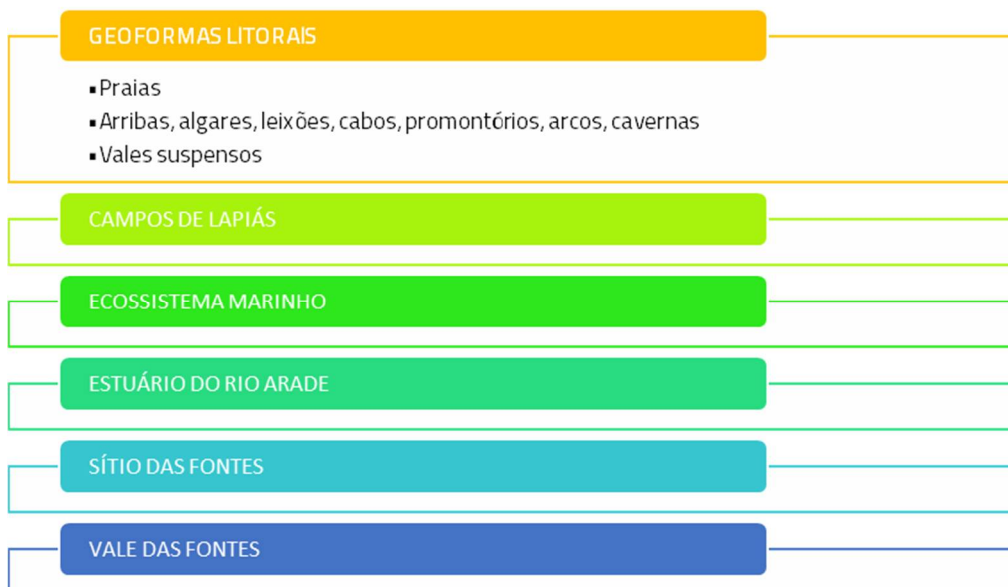 GEOFORMAS LITORAIS
▪Praias
▪Arribas, algares, leixões, cabos, promontórios, arcos, cavernas
▪Vales suspensos
CAMPOS DE LAPIÁS
ECOSSISTEMA MARINHO
ESTUÁRIO DO RIO ARADE
SÍTIO DAS FONTES
VALE DAS FONTES